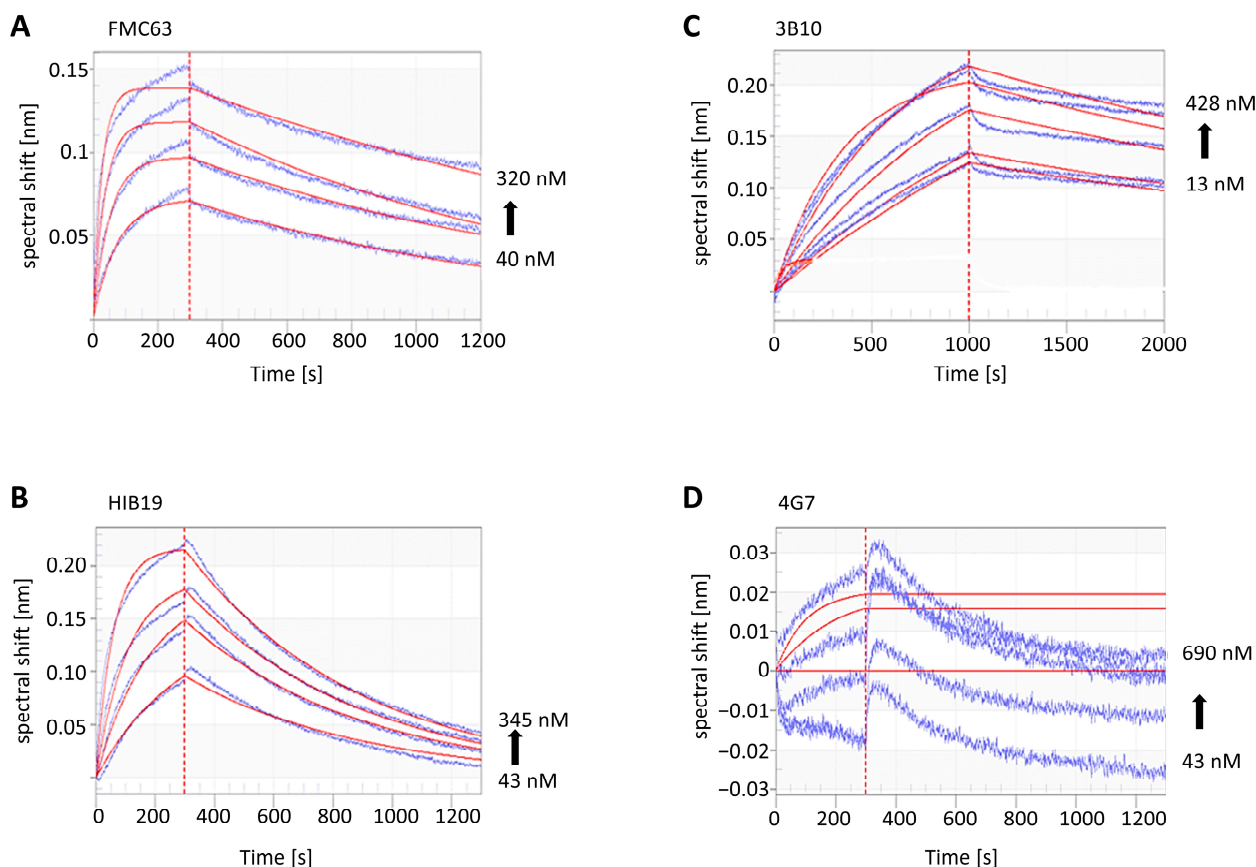 A
FMC63
spectral shift [nm]
0.15
0.1
0.05
0 200 400 600 800 1000 1200
Time [s]
320 nM
40 nM
C
3B10
spectral shift [nm]
0.20
0.15
0.10
0.05
0 500 1000 1500 2000
Time [s]
428 nM
13 nM
B
HIB19
spectral shift [nm]
0.20
0.15
0.10
0.05
0 200 400 600 800 1000 1200
Time [s]
345 nM
43 nM
D
4G7
spectral shift [nm]
0.03
0.02
0.01
0
−0.01
−0.02
−0.03
0 200 400 600 800 1000 1200
Time [s]
690 nM
43 nM